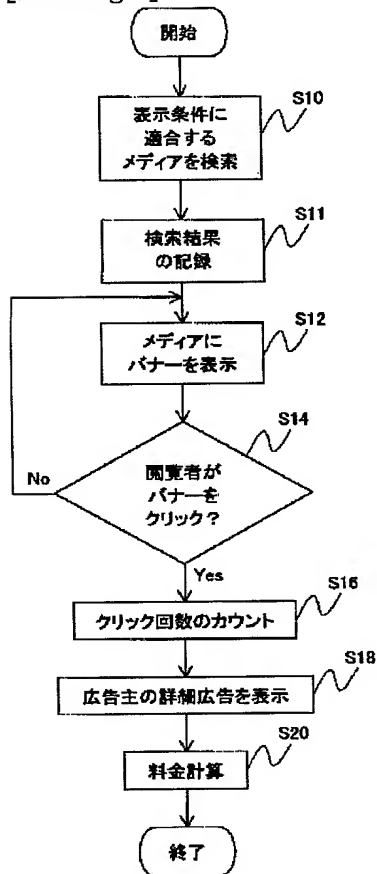 開始
S10
表示条件に
適合する
メディアを検索
S11
検索結果
の記録
S12
メディアに
バナーを表示
S14
閲覧者が
バナーを
クリック?
No
Yes
S16
クリック回数のカウント
S18
広告主の詳細広告を表示
S20
料金計算
終了